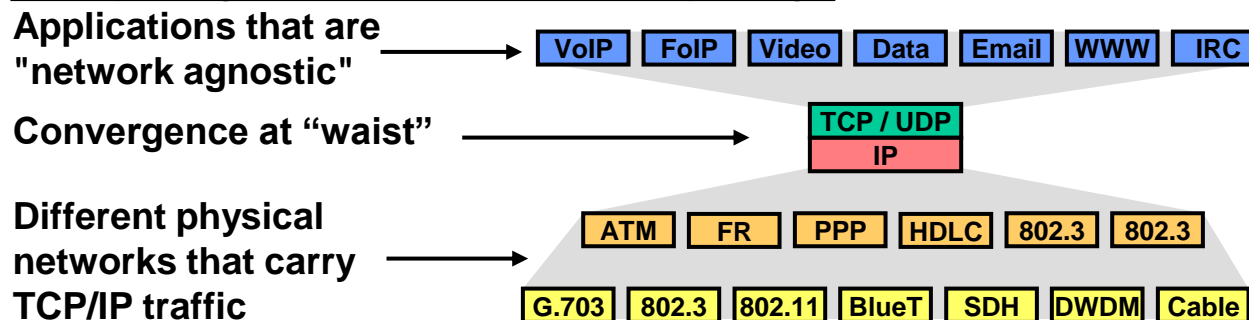 Applications that are
"network agnostic"
VoIP FoIP Video Data Email WWW IRC
Convergence at “waist”
TCP / UDP
IP
Different physical
networks that carry
TCP/IP traffic
ATM FR PPP HDLC 802.3 802.3
G.703 802.3 802.11 BlueT SDH DWDM Cable